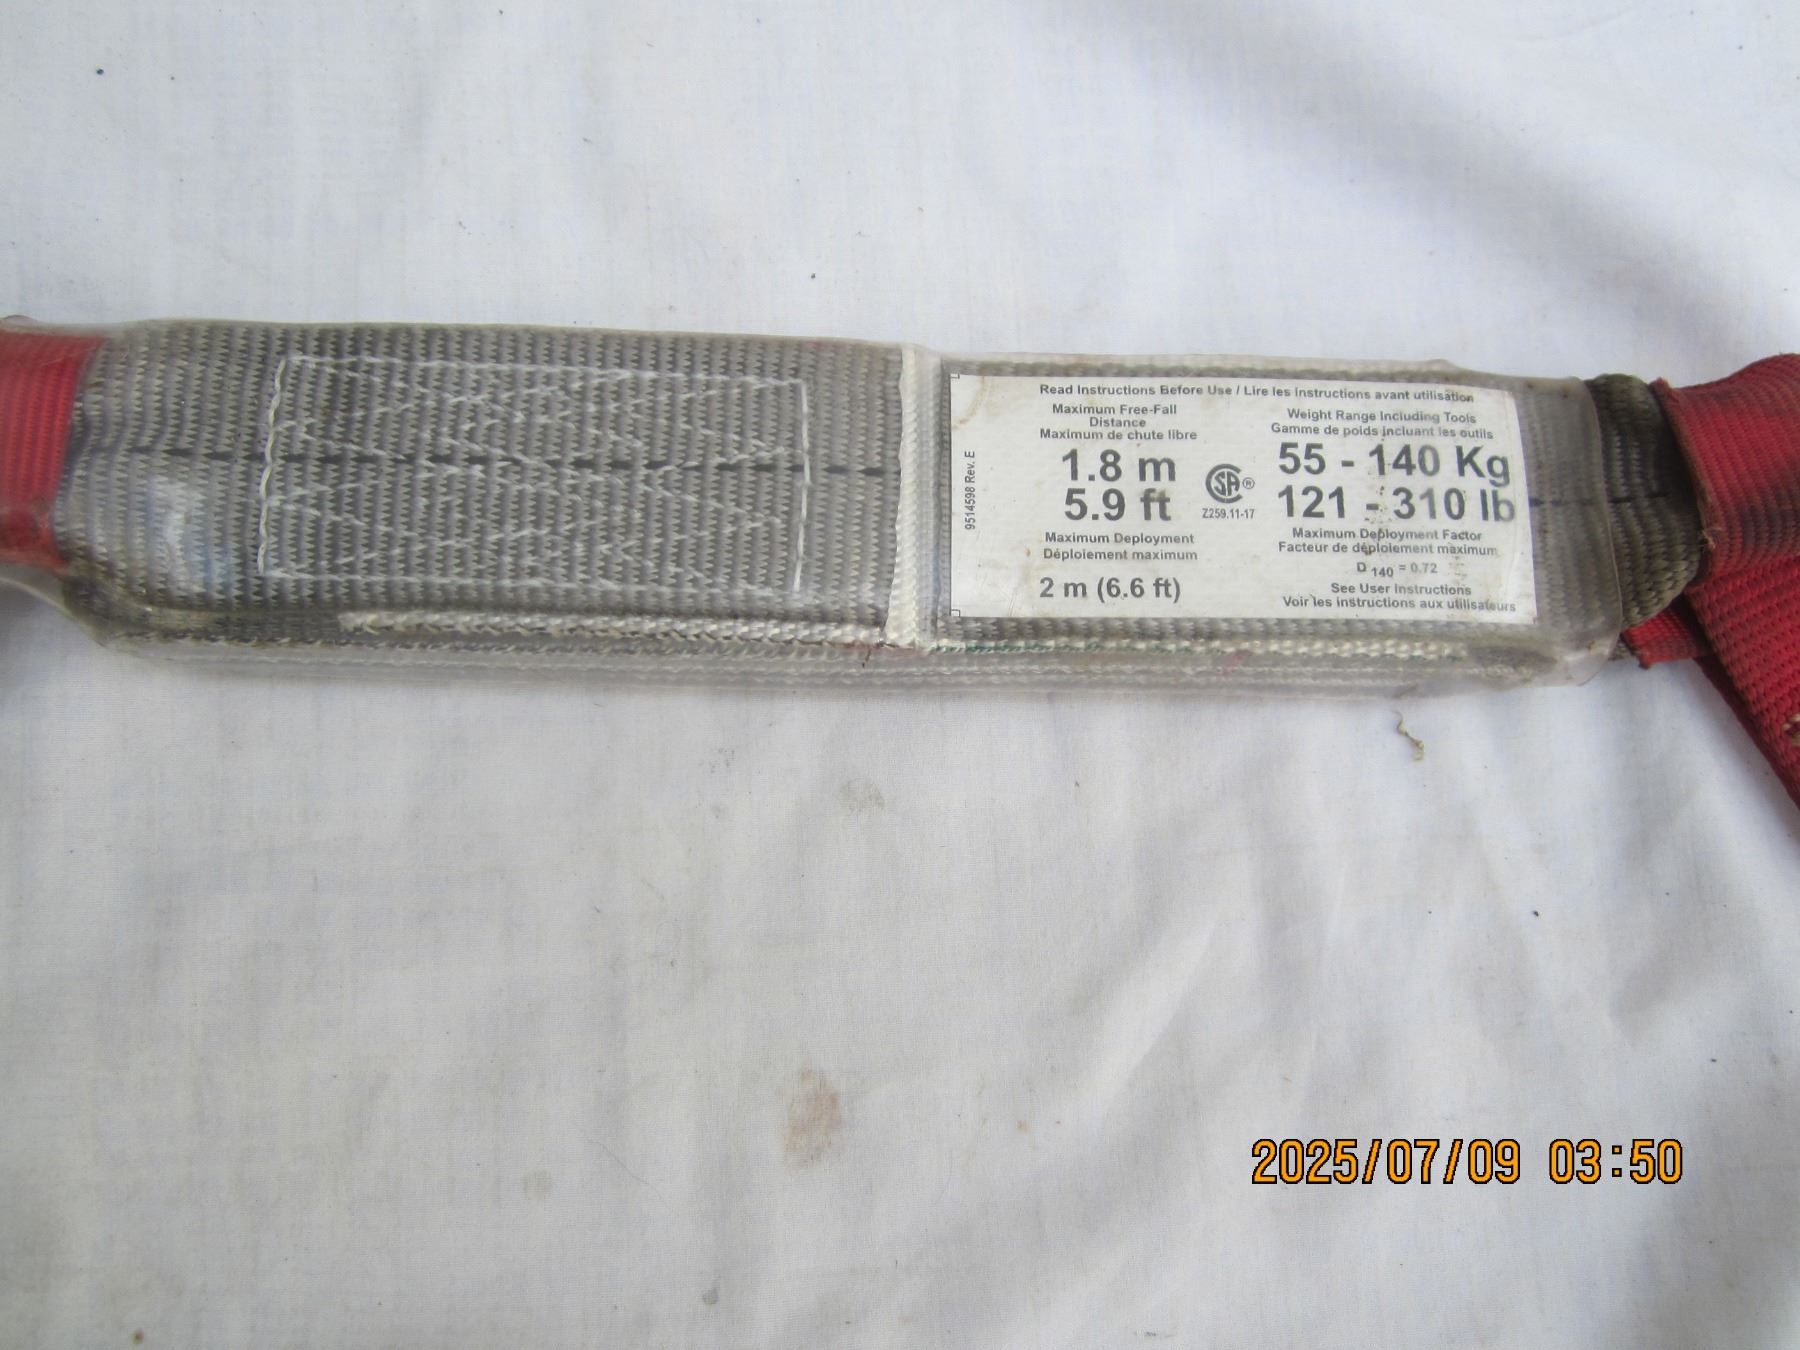 Read Instructions Before Use / Lire les instructions avant utilisation
Maximum Free-Fall
Distance
Maximum de chute libre
1.8 m
5.9 ft
Maximum Deployment
Déploiement maximum
2 m (6.6 ft)
9514598 Rev. E
SA®
Z259.11-17
Weight Range Including Tools
Gamme de poids incluant les outils
55 - 140 Kg
121 - 310 lb
Maximum Deployment Factor
Facteur de déploiement maximum
D 140 = 0.72
See User Instructions
Voir les instructions aux utilisateurs
2025/07/09 03:50